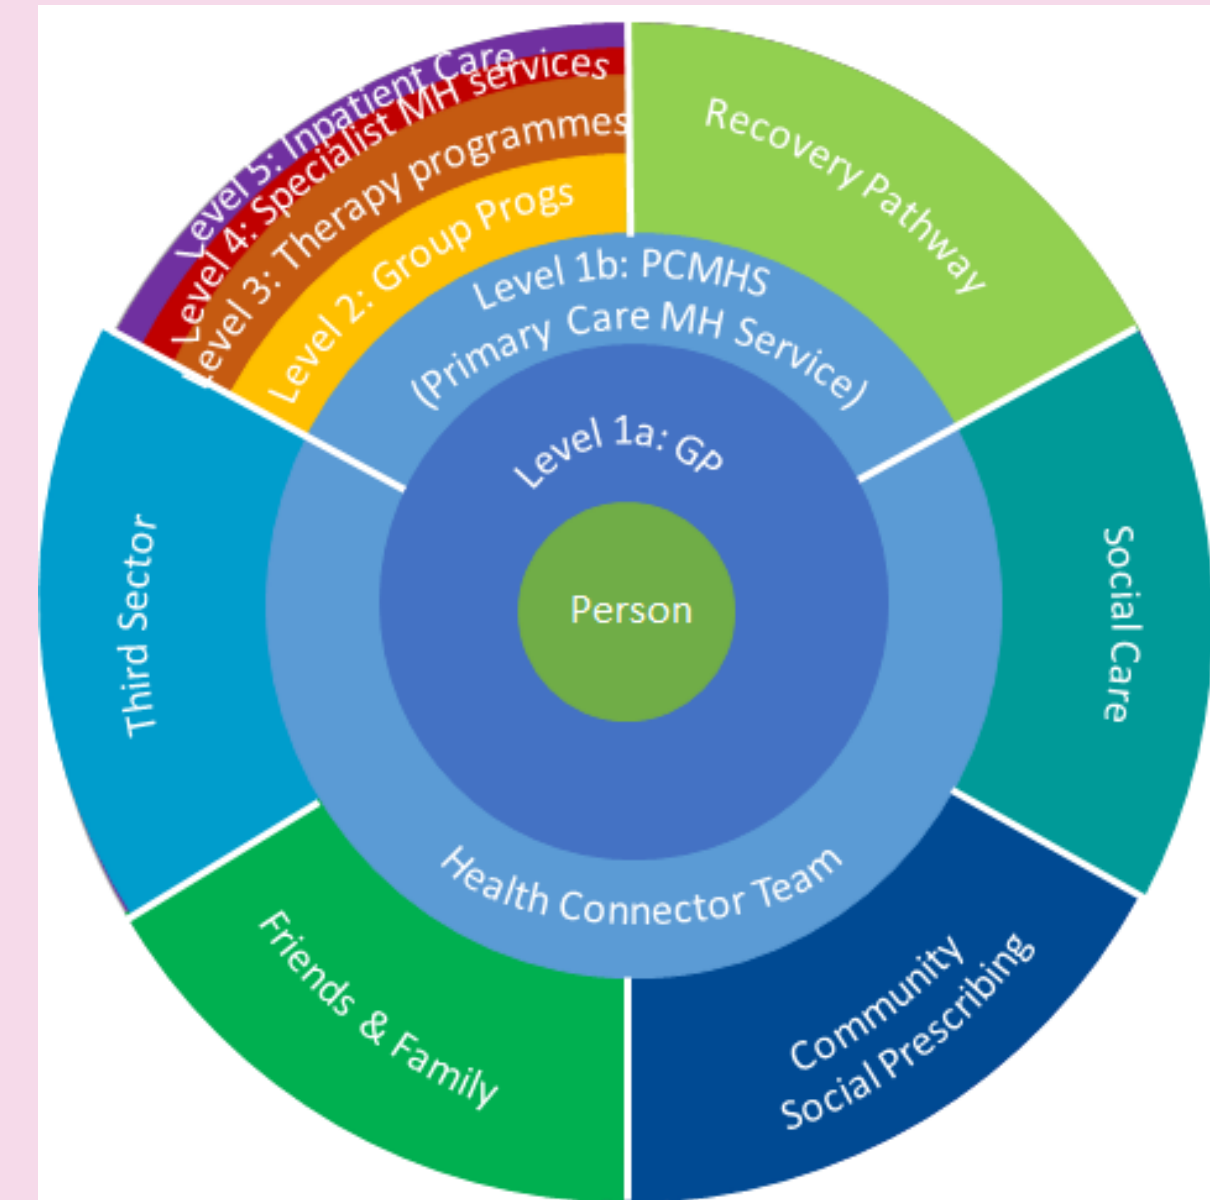 Level 5: Inpatient Care
Level 4: Specialist MH services
Level 3: Therapy programmes
Level 2: Group Progs
Recovery Pathway
Level 1b: PCMHS
(Primary Care MH Service)
Level 1a: GP
Person
Third Sector
Social Care
Health Connector Team
Friends & Family
Community
Social Prescribing